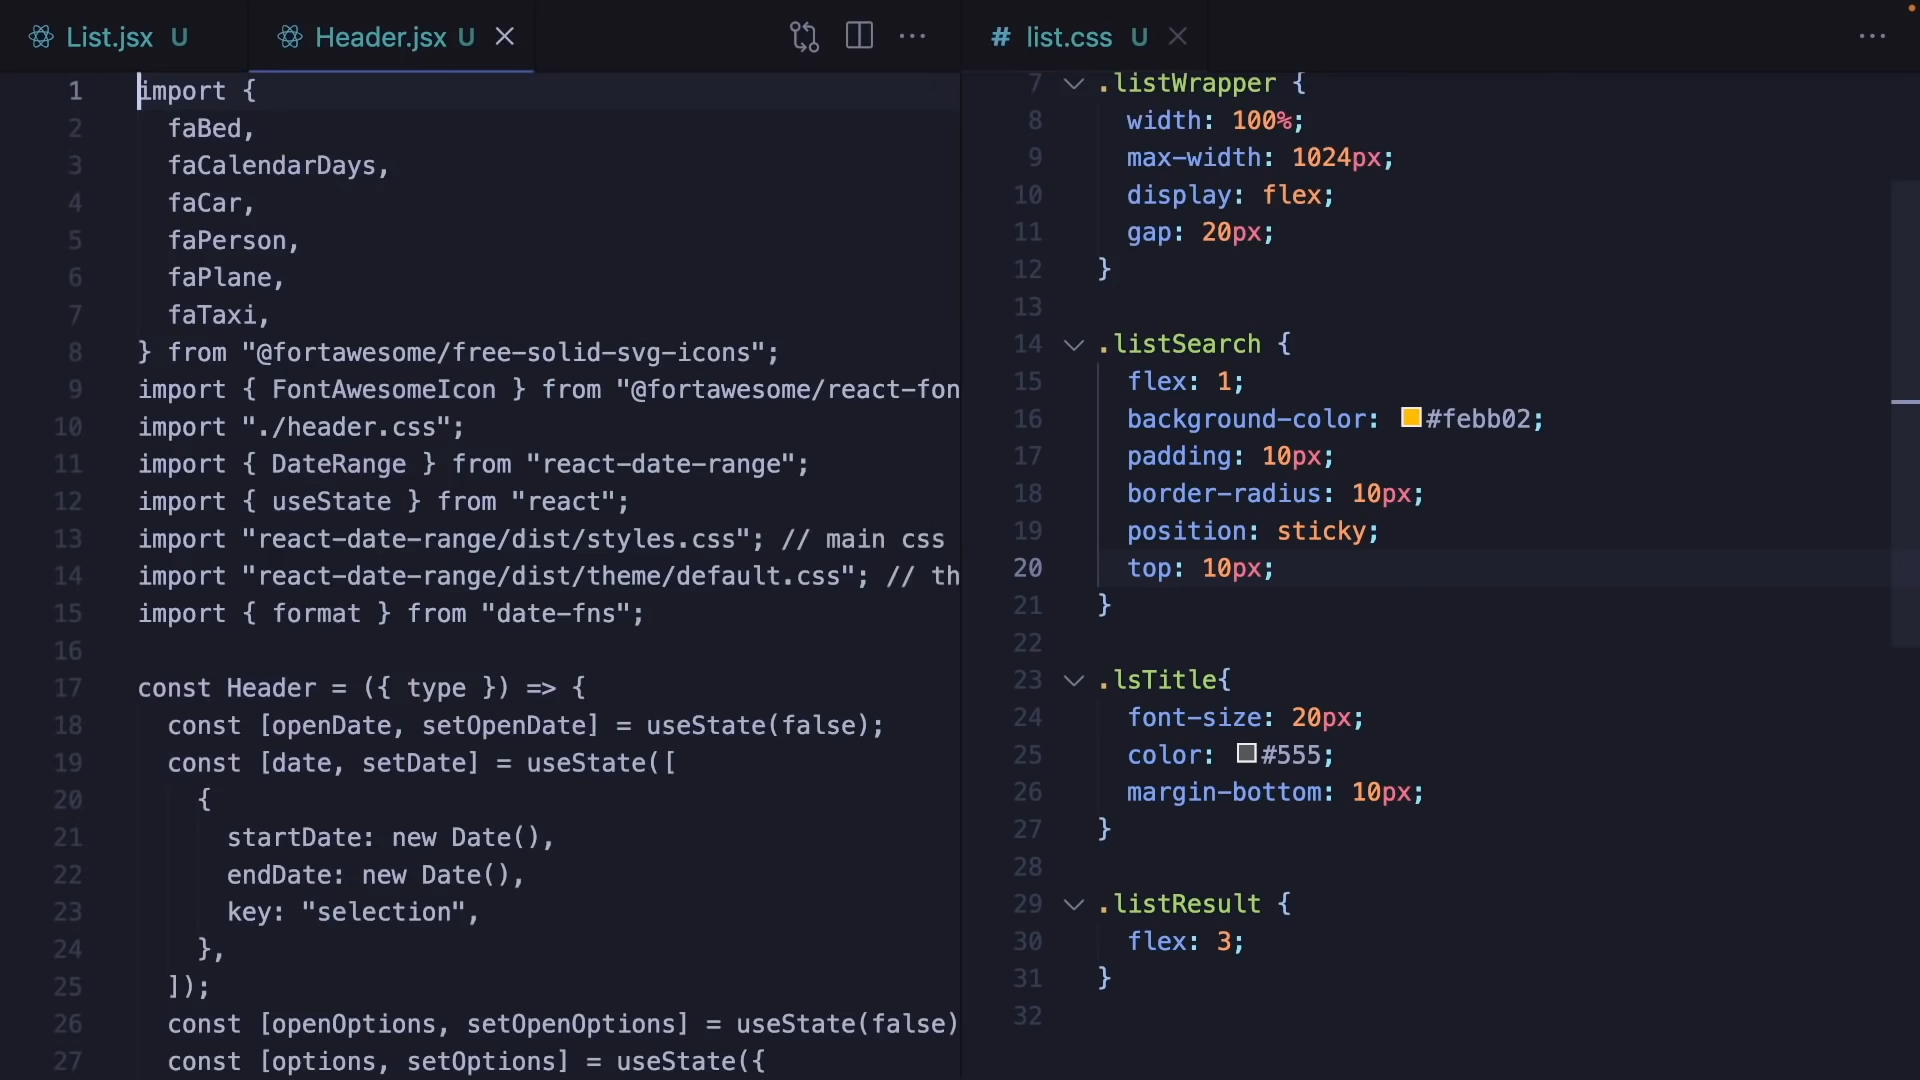 List.jsx U
Header.jsx U
1 import {
2 faBed,
3 faCalendarDays,
4 faCar,
5 faPerson,
6 faPlane,
7 faTaxi,
8 } from "@fortawesome/free-solid-svg-icons";
9 import { FontAwesomeIcon } from "@fortawesome/react-fon
10 import "./header.css";
11 import { DateRange } from "react-date-range";
12 import { useState } from "react";
13 import "react-date-range/dist/styles.css"; // main css
14 import "react-date-range/dist/theme/default.css"; // th
15 import { format } from "date-fns";
16
17 const Header = ({ type }) => {
18 const [openDate, setOpenDate] = useState(false);
19 const [date, setDate] = useState([
20 {
21 startDate: new Date(),
22 endDate: new Date(),
23 key: "selection",
24 },
25 ]);
26 const [openOptions, setOpenOptions] = useState(false)
27 const [options, setOptions] = useState({
# list.css U
7 .listWrapper {
8 width: 100%;
9 max-width: 1024px;
10 display: flex;
11 gap: 20px;
12 }
13
14 .listSearch {
15 flex: 1;
16 background-color: #febb02;
17 padding: 10px;
18 border-radius: 10px;
19 position: sticky;
20 top: 10px;
21 }
22
23 .lsTitle{
24 font-size: 20px;
25 color: #555;
26 margin-bottom: 10px;
27 }
28
29 .listResult {
30 flex: 3;
31 }
32